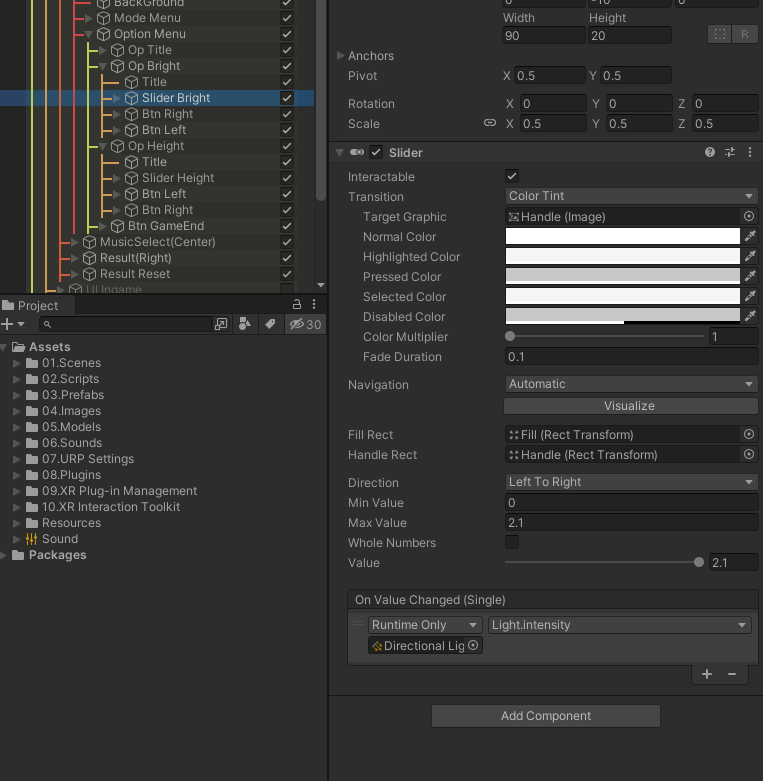 BackGround
Mode Menu
Option Menu
Op Title
Op Bright
Title
Slider Bright
Btn Right
Btn Left
Op Height
Title
Slider Height
Btn Left
Btn Right
Btn GameEnd
MusicSelect(Center)
Result(Right)
Result Reset
UI Ingame
Project
30
Assets
01.Scenes
02.Scripts
03.Prefabs
04.Images
05.Models
06.Sounds
07.URP Settings
08.Plugins
09.XR Plug-in Management
10.XR Interaction Toolkit
Resources
Sound
Packages
0 -10 0
Width Height
90 20 R
Anchors
Pivot X 0.5 Y 0.5
Rotation X 0 Y 0 Z 0
Scale X 0.5 Y 0.5 Z 0.5
Slider
Interactable
Transition Color Tint
Target Graphic Handle (Image)
Normal Color
Highlighted Color
Pressed Color
Selected Color
Disabled Color
Color Multiplier 1
Fade Duration 0.1
Navigation Automatic
Visualize
Fill Rect Fill (Rect Transform)
Handle Rect Handle (Rect Transform)
Direction Left To Right
Min Value 0
Max Value 2.1
Whole Numbers
Value 2.1
On Value Changed (Single)
Runtime Only Light.intensity
Directional Lig
Add Component